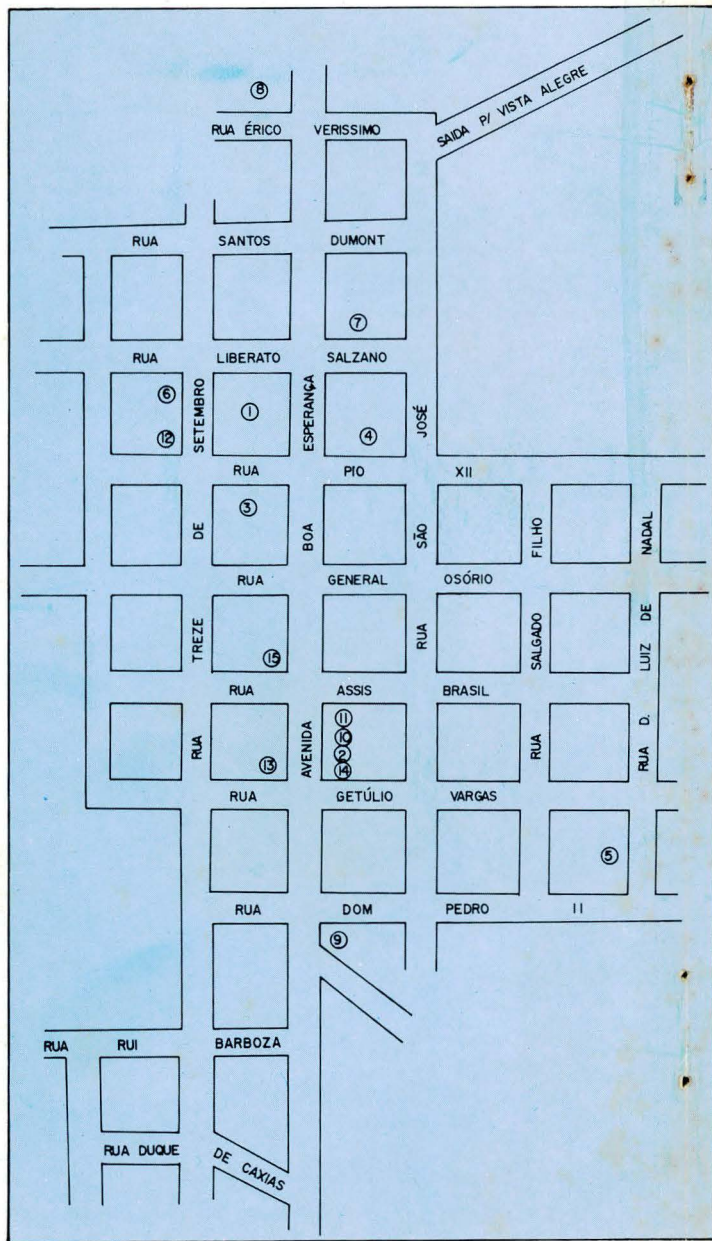 ⑧
SAIDA P/ VISTA ALEGRE
RUA ÉRICO VERISSIMO
RUA SANTOS DUMONT
⑦
RUA LIBERATO SALZANO
⑥
⑫
①
④
RUA PIO XII
③
RUA GENERAL OSÓRIO
⑮
RUA ASSIS BRASIL
⑪
⑩
②
⑭
⑬
RUA GETÚLIO VARGAS
⑤
RUA DOM PEDRO II
⑨
RUA RUI BARBOZA
RUA DUQUE DE CAXIAS
RUA TREZE DE SETEMBRO
AVENIDA BOA ESPERANÇA
RUA SÃO JOSÉ
RUA SALGADO FILHO
RUA D. LUIZ DE NADAL